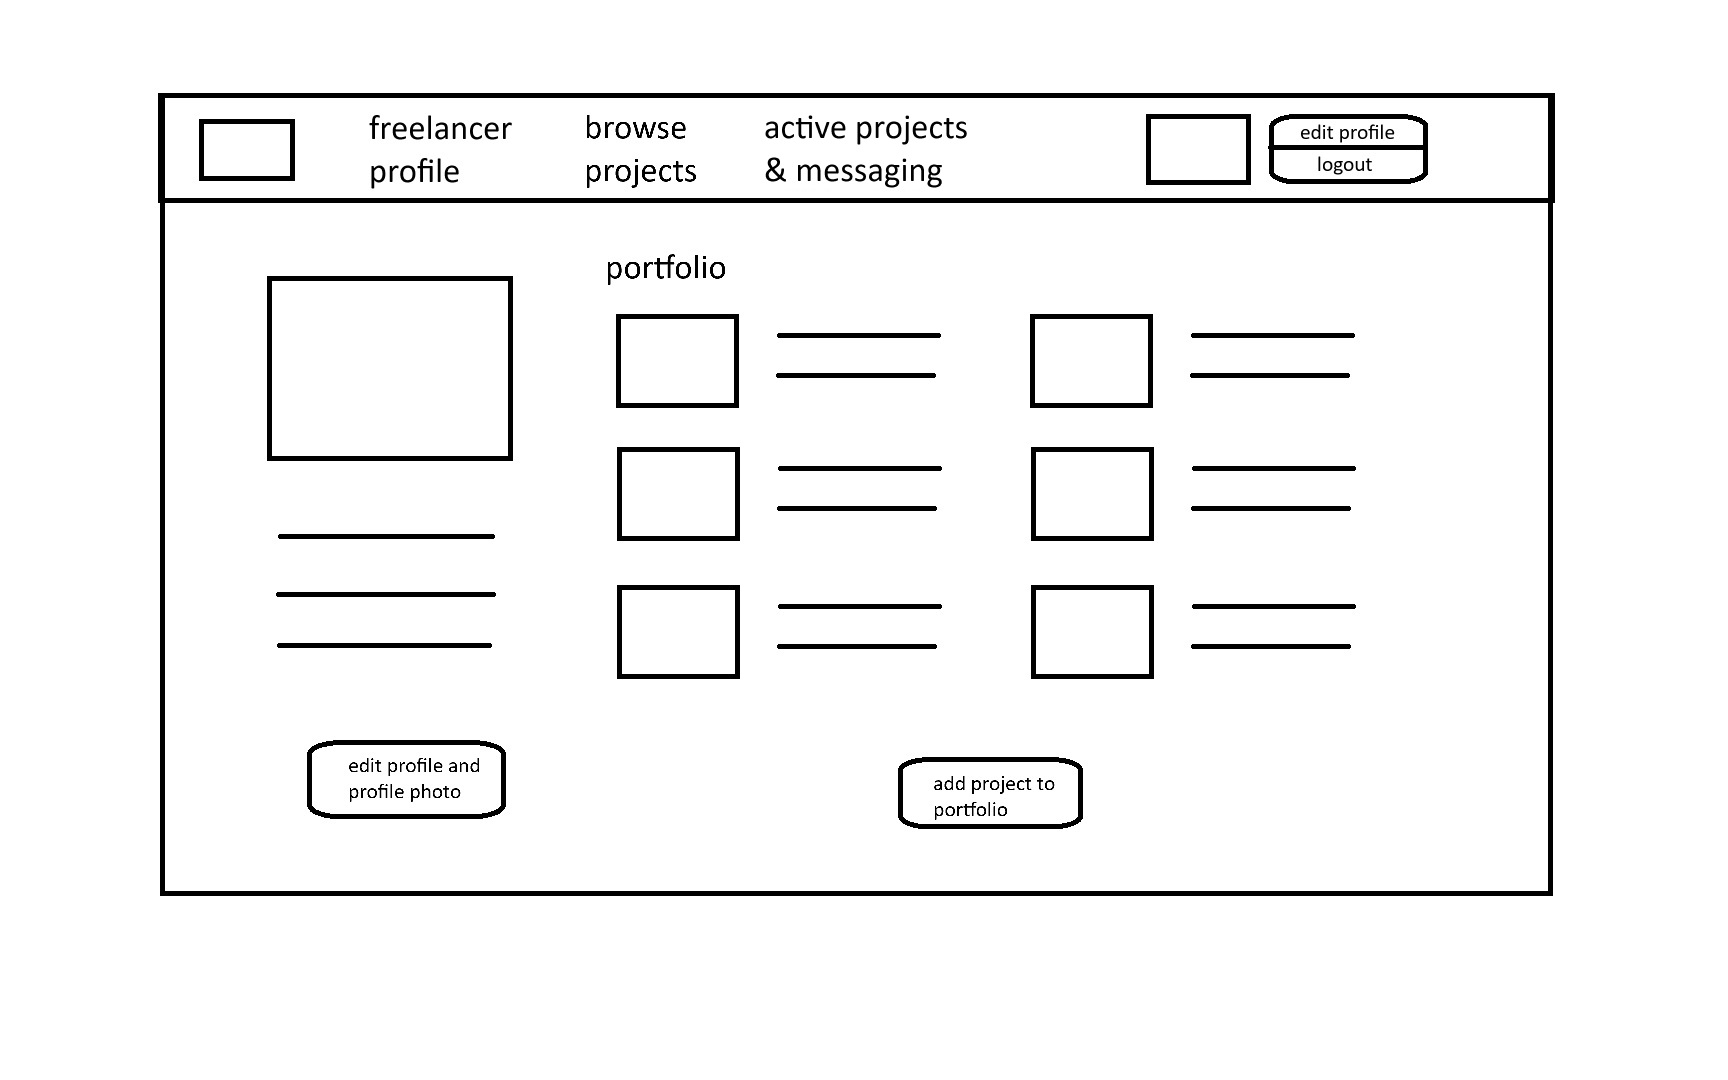 freelancer
profile
browse
projects
active projects
& messaging
edit profile
logout
portfolio
edit profile and
profile photo
add project to
portfolio